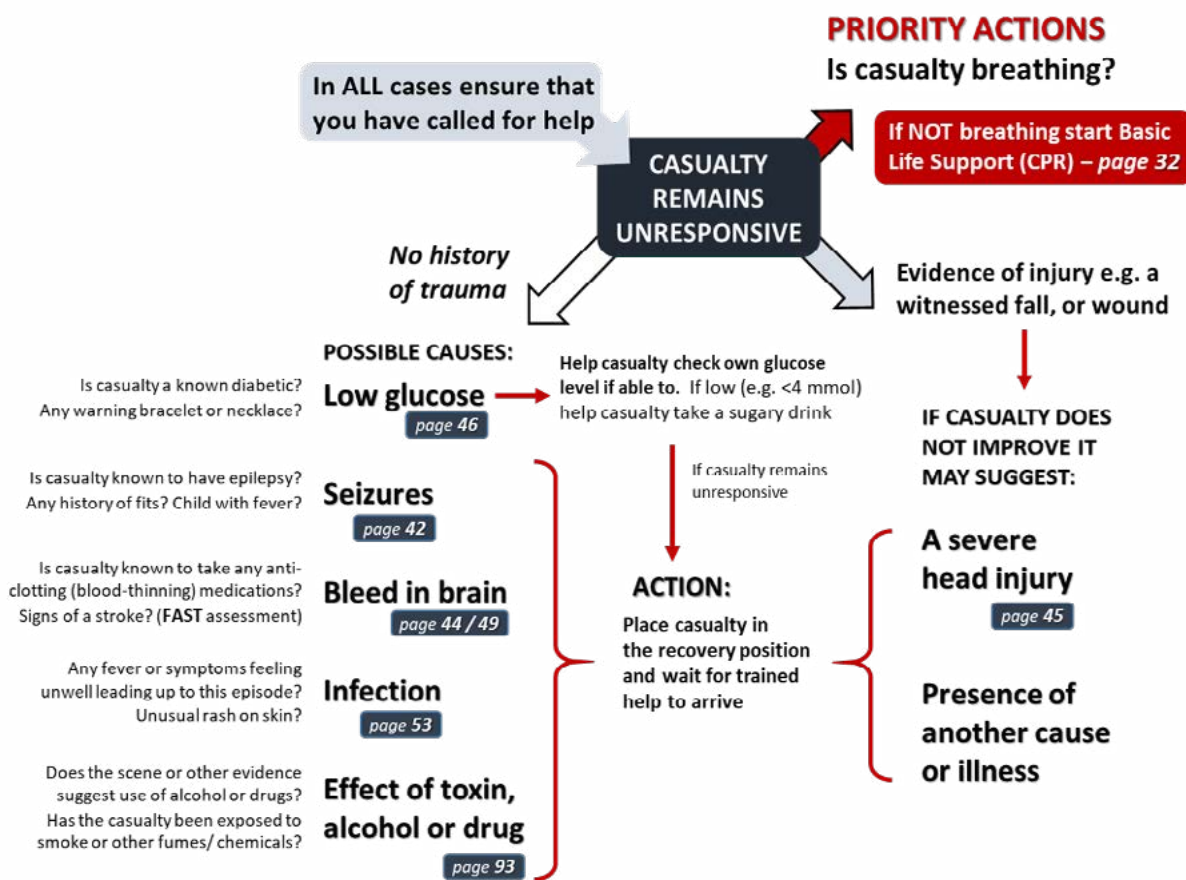 PRIORITY ACTIONS
Is casualty breathing?
In ALL cases ensure that
you have called for help
If NOT breathing start Basic
Life Support (CPR) – page 32
CASUALTY
REMAINS
UNRESPONSIVE
No history
of trauma
Evidence of injury e.g. a
witnessed fall, or wound
POSSIBLE CAUSES:
Is casualty a known diabetic?
Any warning bracelet or necklace?
Low glucose
page 46
Help casualty check own glucose
level if able to. If low (e.g. <4 mmol)
help casualty take a sugary drink
If casualty remains
unresponsive
Is casualty known to have epilepsy?
Any history of fits? Child with fever?
Seizures
page 42
Is casualty known to take any anti-
clotting (blood-thinning) medications?
Signs of a stroke? (FAST assessment)
Bleed in brain
page 44 / 49
Any fever or symptoms feeling
unwell leading up to this episode?
Unusual rash on skin?
Infection
page 53
Does the scene or other evidence
suggest use of alcohol or drugs?
Has the casualty been exposed to
smoke or other fumes/ chemicals?
Effect of toxin,
alcohol or drug
page 93
ACTION:
Place casualty in
the recovery position
and wait for trained
help to arrive
IF CASUALTY DOES
NOT IMPROVE IT
MAY SUGGEST:
A severe
head injury
page 45
Presence of
another cause
or illness